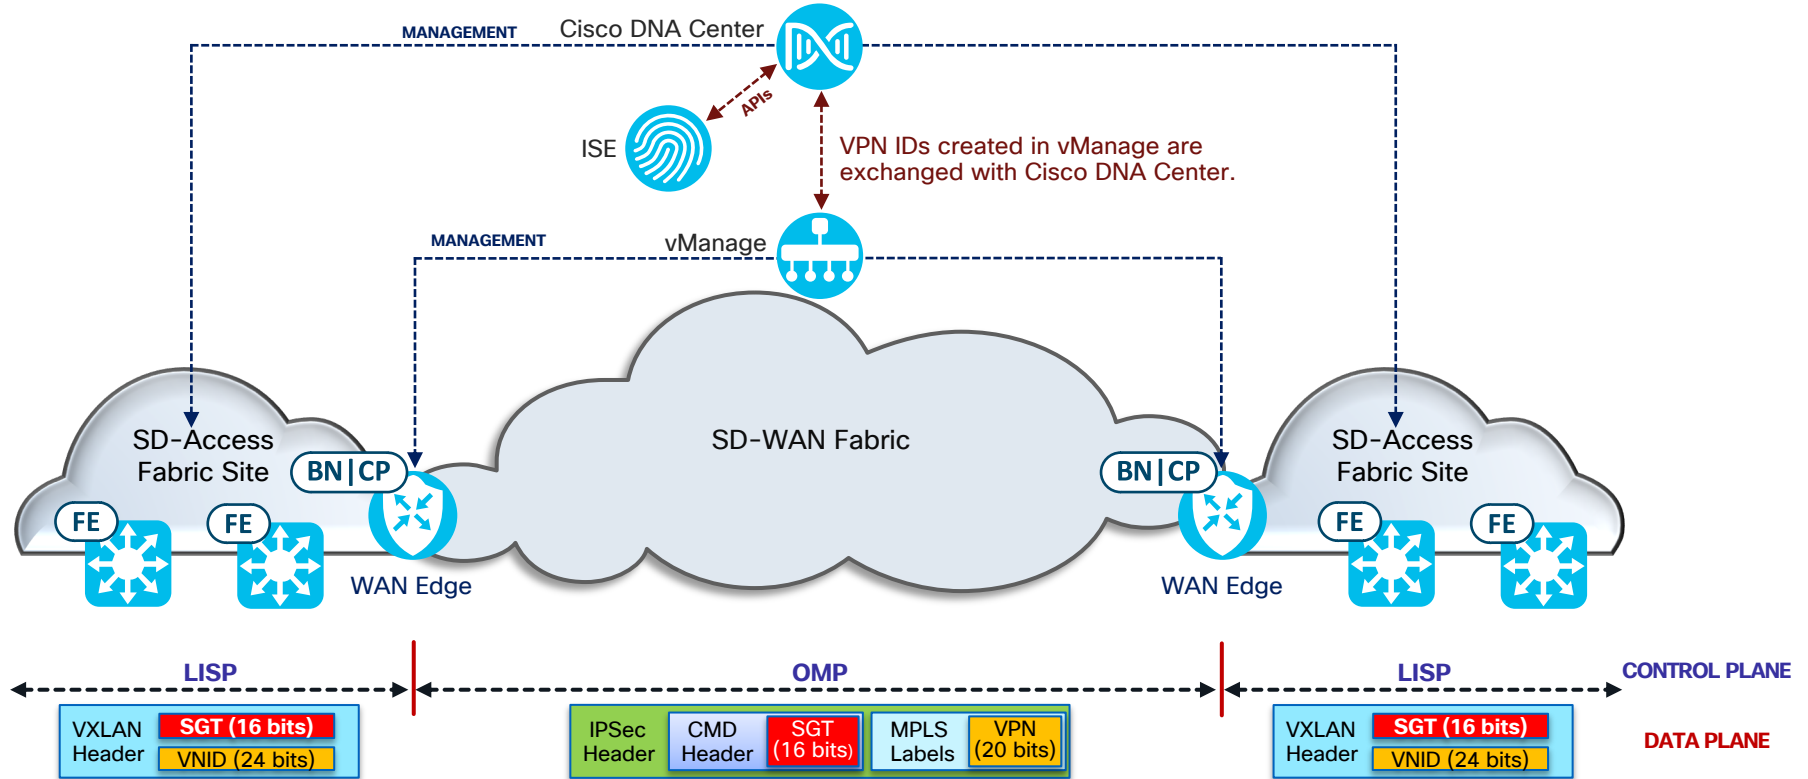 MANAGEMENT
Cisco DNA Center
APIs
ISE
VPN IDs created in vManage are
exchanged with Cisco DNA Center.
MANAGEMENT
vManage
SD-Access
Fabric Site
BN|CP
FE
FE
WAN Edge
SD-WAN Fabric
BN|CP
WAN Edge
SD-Access
Fabric Site
FE
FE
LISP
OMP
LISP
CONTROL PLANE
VXLAN
Header
SGT (16 bits)
VNID (24 bits)
IPSec
Header
CMD
Header
SGT
(16 bits)
MPLS
Labels
VPN
(20 bits)
VXLAN
Header
SGT (16 bits)
VNID (24 bits)
DATA PLANE